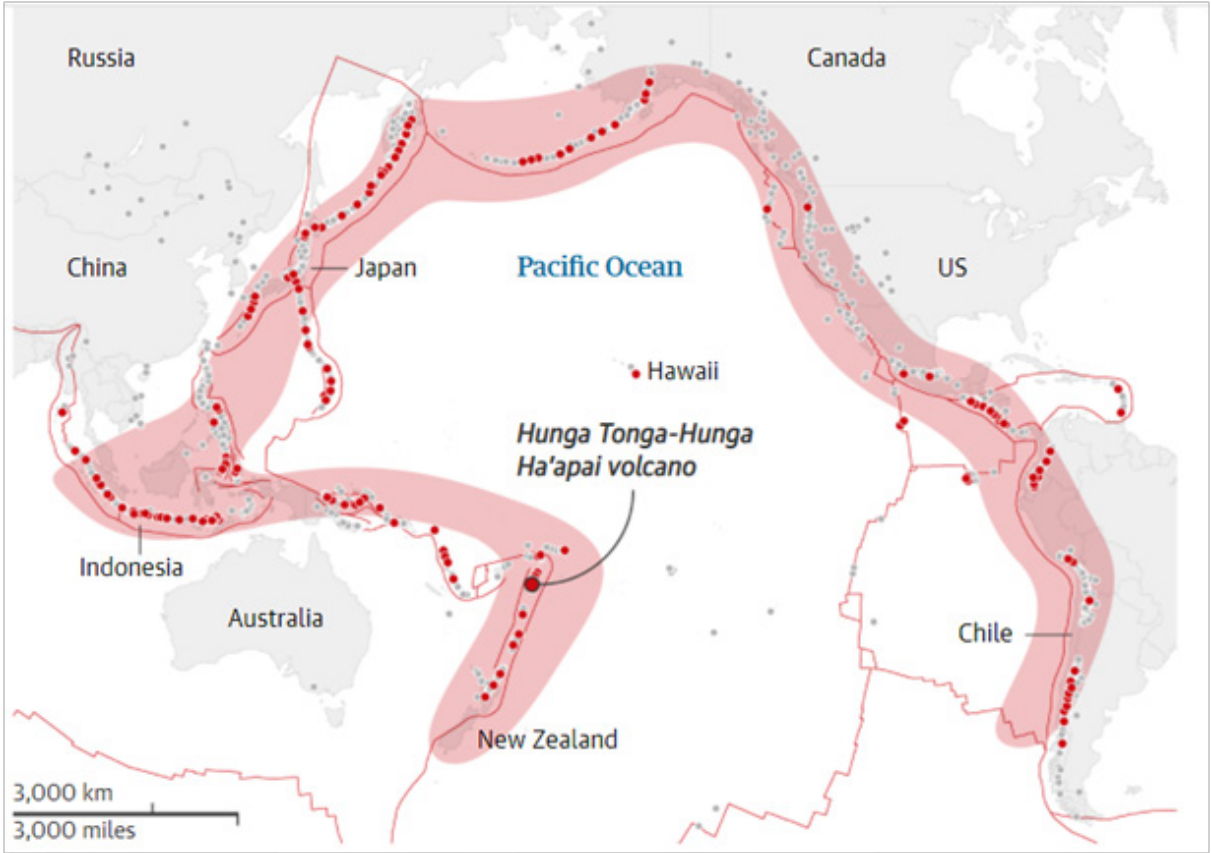 Russia
Canada
China
Japan
Pacific Ocean
US
Hawaii
Hunga Tonga-Hunga
Ha'apai volcano
Indonesia
Australia
Chile
New Zealand
3,000 km
3,000 miles